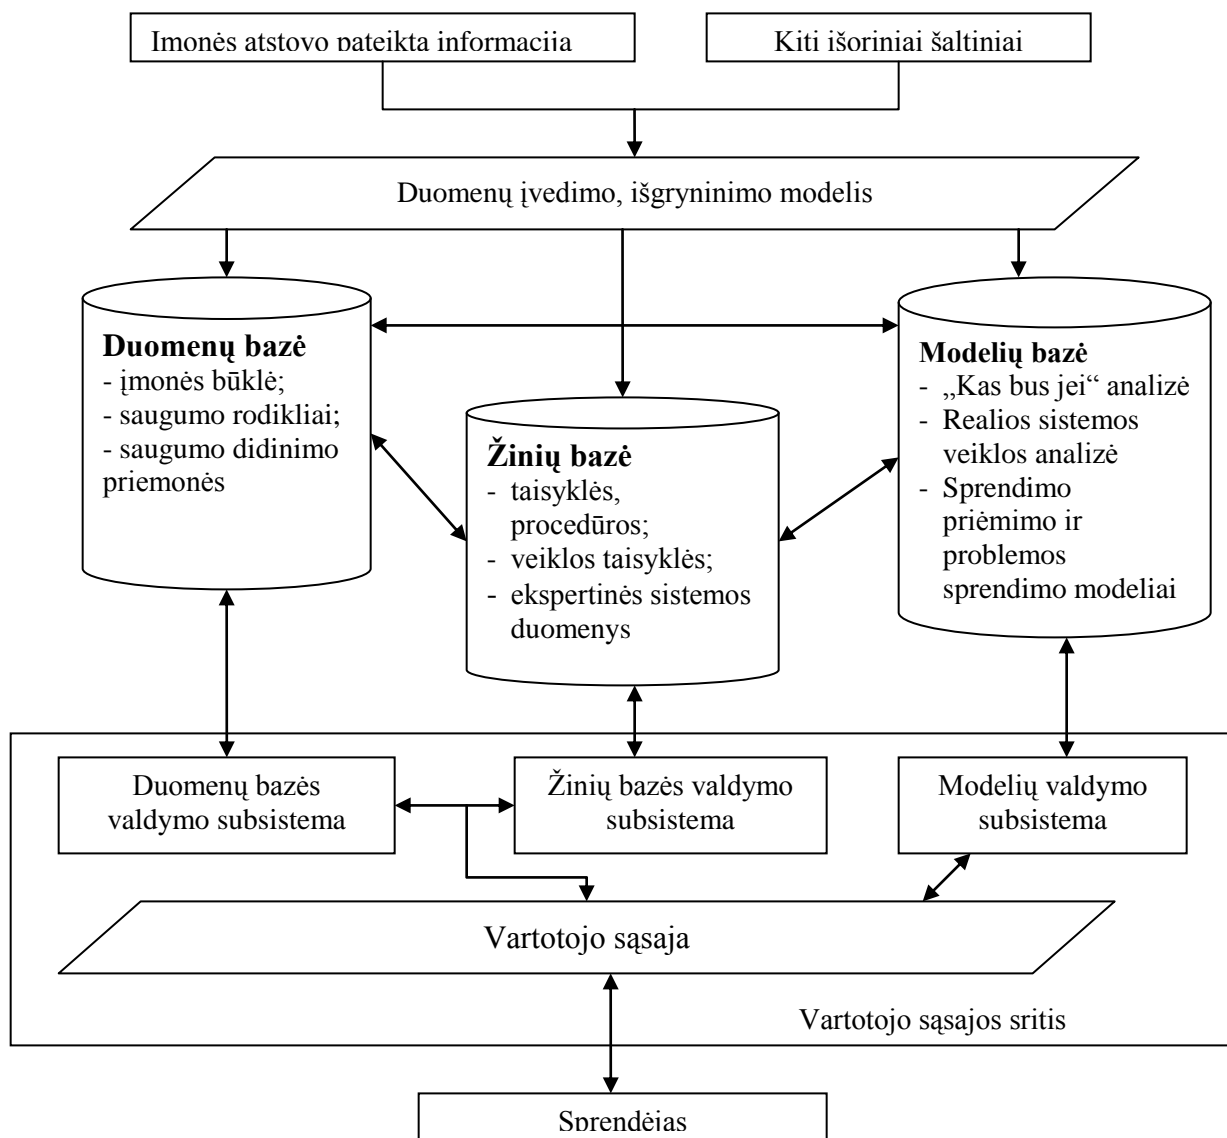 Įmonės atstovo pateikta informacija
Kiti išoriniai šaltiniai
Duomenų įvedimo, išgryninimo modelis
Duomenų bazė
- įmonės būklė;
- saugumo rodikliai;
- saugumo didinimo
priemonės
Žinių bazė
- taisyklės,
procedūros;
- veiklos taisyklės;
- ekspertinės sistemos
duomenys
Modelių bazė
- „Kas bus jei“ analizė
- Realios sistemos
veiklos analizė
- Sprendimo
priėmimo ir
problemos
sprendimo modeliai
Duomenų bazės
valdymo subsistema
Žinių bazės valdymo
subsistema
Modelių valdymo
subsistema
Vartotojo sąsaja
Vartotojo sąsajos sritis
Sprendėjas